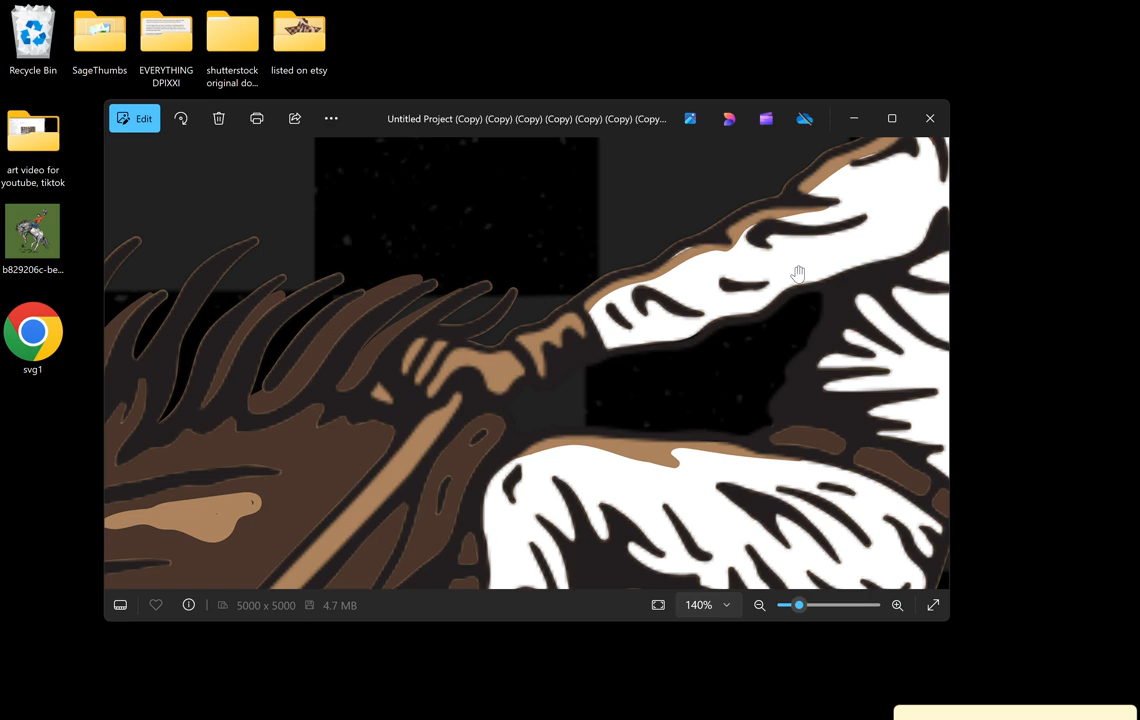 Recycle Bin
SageThumbs
EVERYTHING
DPIXXI
shutterstock
original do...
listed on etsy
art video for
youtube, tiktok
b829206c-be...
svg1
Edit
Untitled Project (Copy) (Copy) (Copy) (Copy) (Copy) (Copy) (Copy...
5000 x 5000
4.7 MB
140%